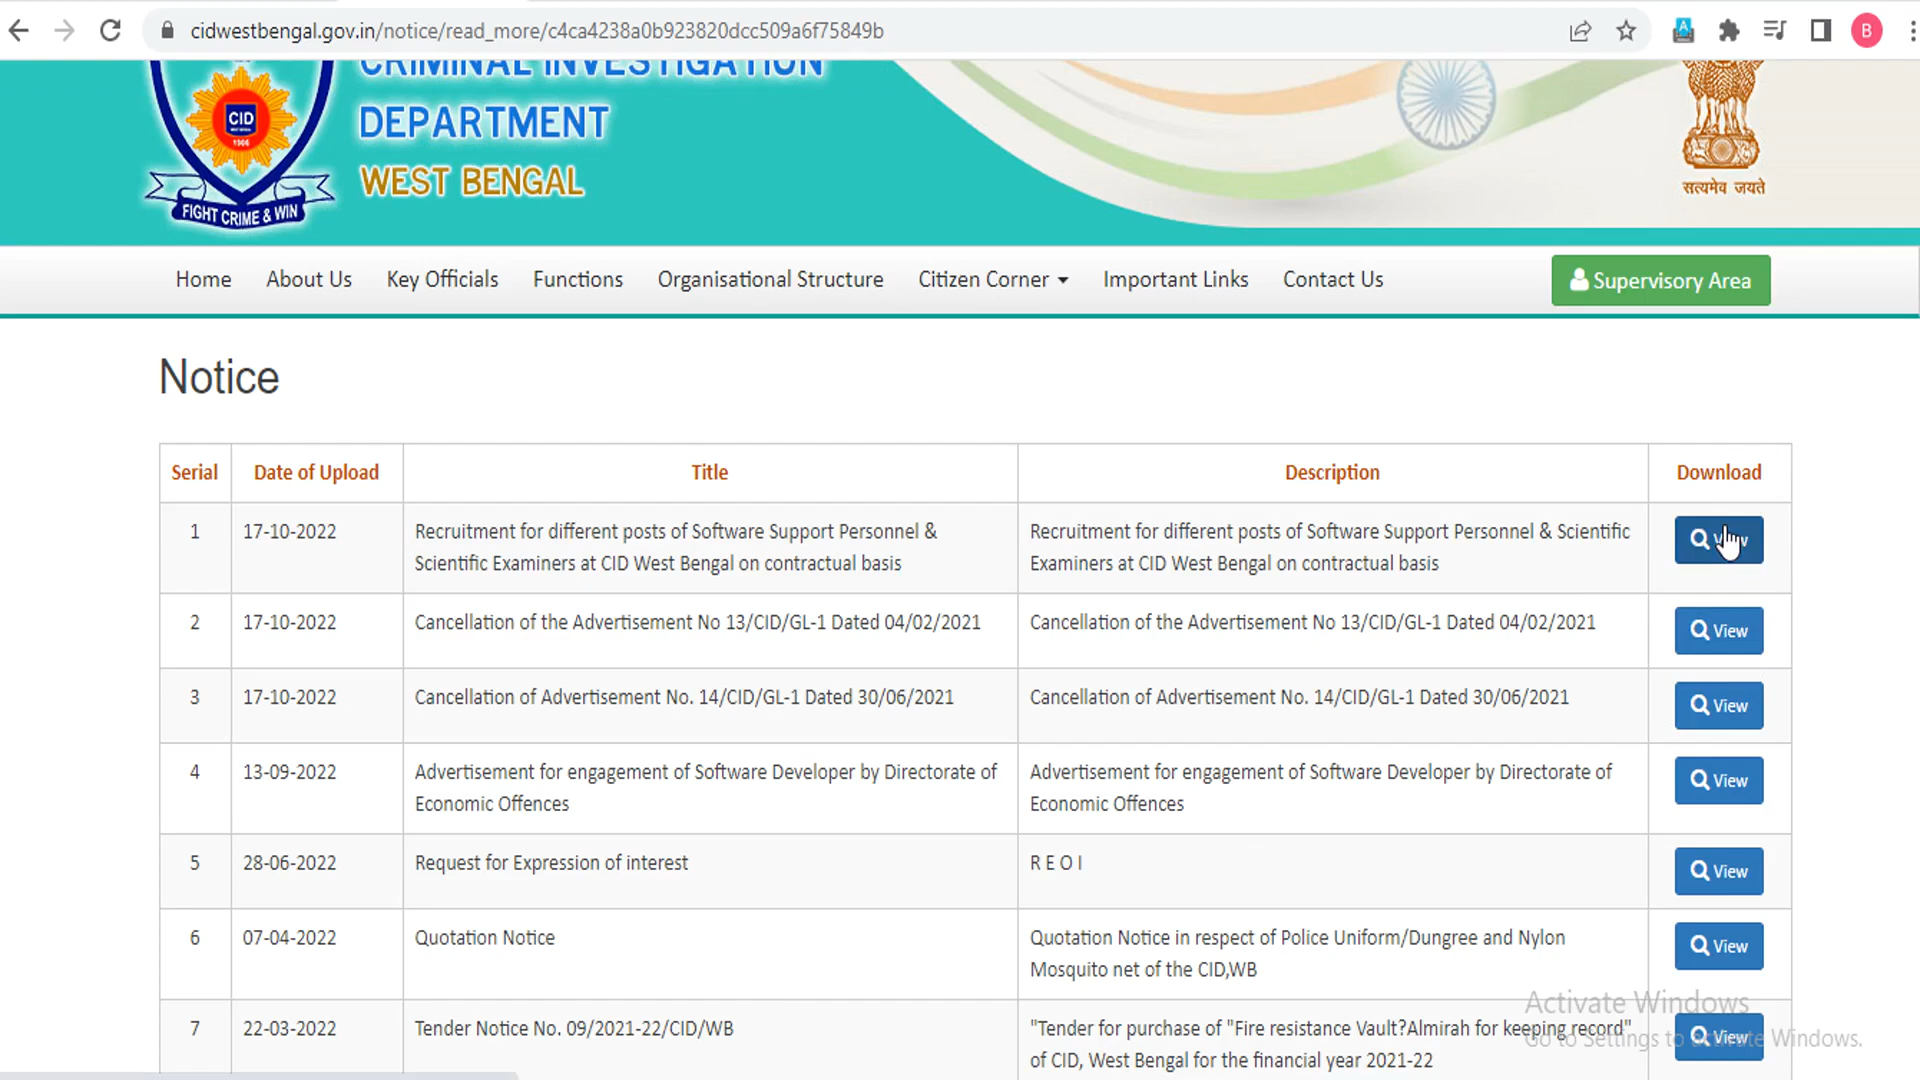 cidwestbengal.gov.in/notice/read_more/c4ca4238a0b923820dcc509a6f75849b
B
CRIMINAL INVESTIGATION
DEPARTMENT
WEST BENGAL
CID
WEST BENGAL
1906
FIGHT CRIME & WIN
सत्यमेव जयते
Home About Us Key Officials Functions Organisational Structure Citizen Corner Important Links Contact Us Supervisory Area
Notice
Serial Date of Upload Title Description Download
1 17-10-2022 Recruitment for different posts of Software Support Personnel & Recruitment for different posts of Software Support Personnel & Scientific
Scientific Examiners at CID West Bengal on contractual basis Examiners at CID West Bengal on contractual basis
2 17-10-2022 Cancellation of the Advertisement No 13/CID/GL-1 Dated 04/02/2021 Cancellation of the Advertisement No 13/CID/GL-1 Dated 04/02/2021 View
3 17-10-2022 Cancellation of Advertisement No. 14/CID/GL-1 Dated 30/06/2021 Cancellation of Advertisement No. 14/CID/GL-1 Dated 30/06/2021 View
4 13-09-2022 Advertisement for engagement of Software Developer by Directorate of Advertisement for engagement of Software Developer by Directorate of View
Economic Offences Economic Offences
5 28-06-2022 Request for Expression of interest R E O I View
6 07-04-2022 Quotation Notice Quotation Notice in respect of Police Uniform/Dungree and Nylon View
Mosquito net of the CID,WB
7 22-03-2022 Tender Notice No. 09/2021-22/CID/WB "Tender for purchase of "Fire resistance Vault?Almirah for keeping record" View
of CID, West Bengal for the financial year 2021-22
Activate Windows
Go to Settings to activate Windows.